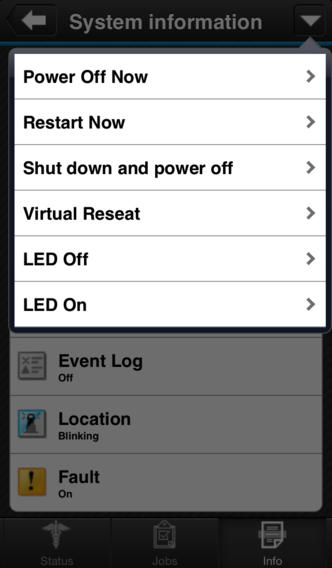 System information
Power Off Now
Restart Now
Shut down and power off
Virtual Reseat
LED Off
LED On
Event Log
Off
Location
Blinking
Fault
On
Status
Jobs
Info